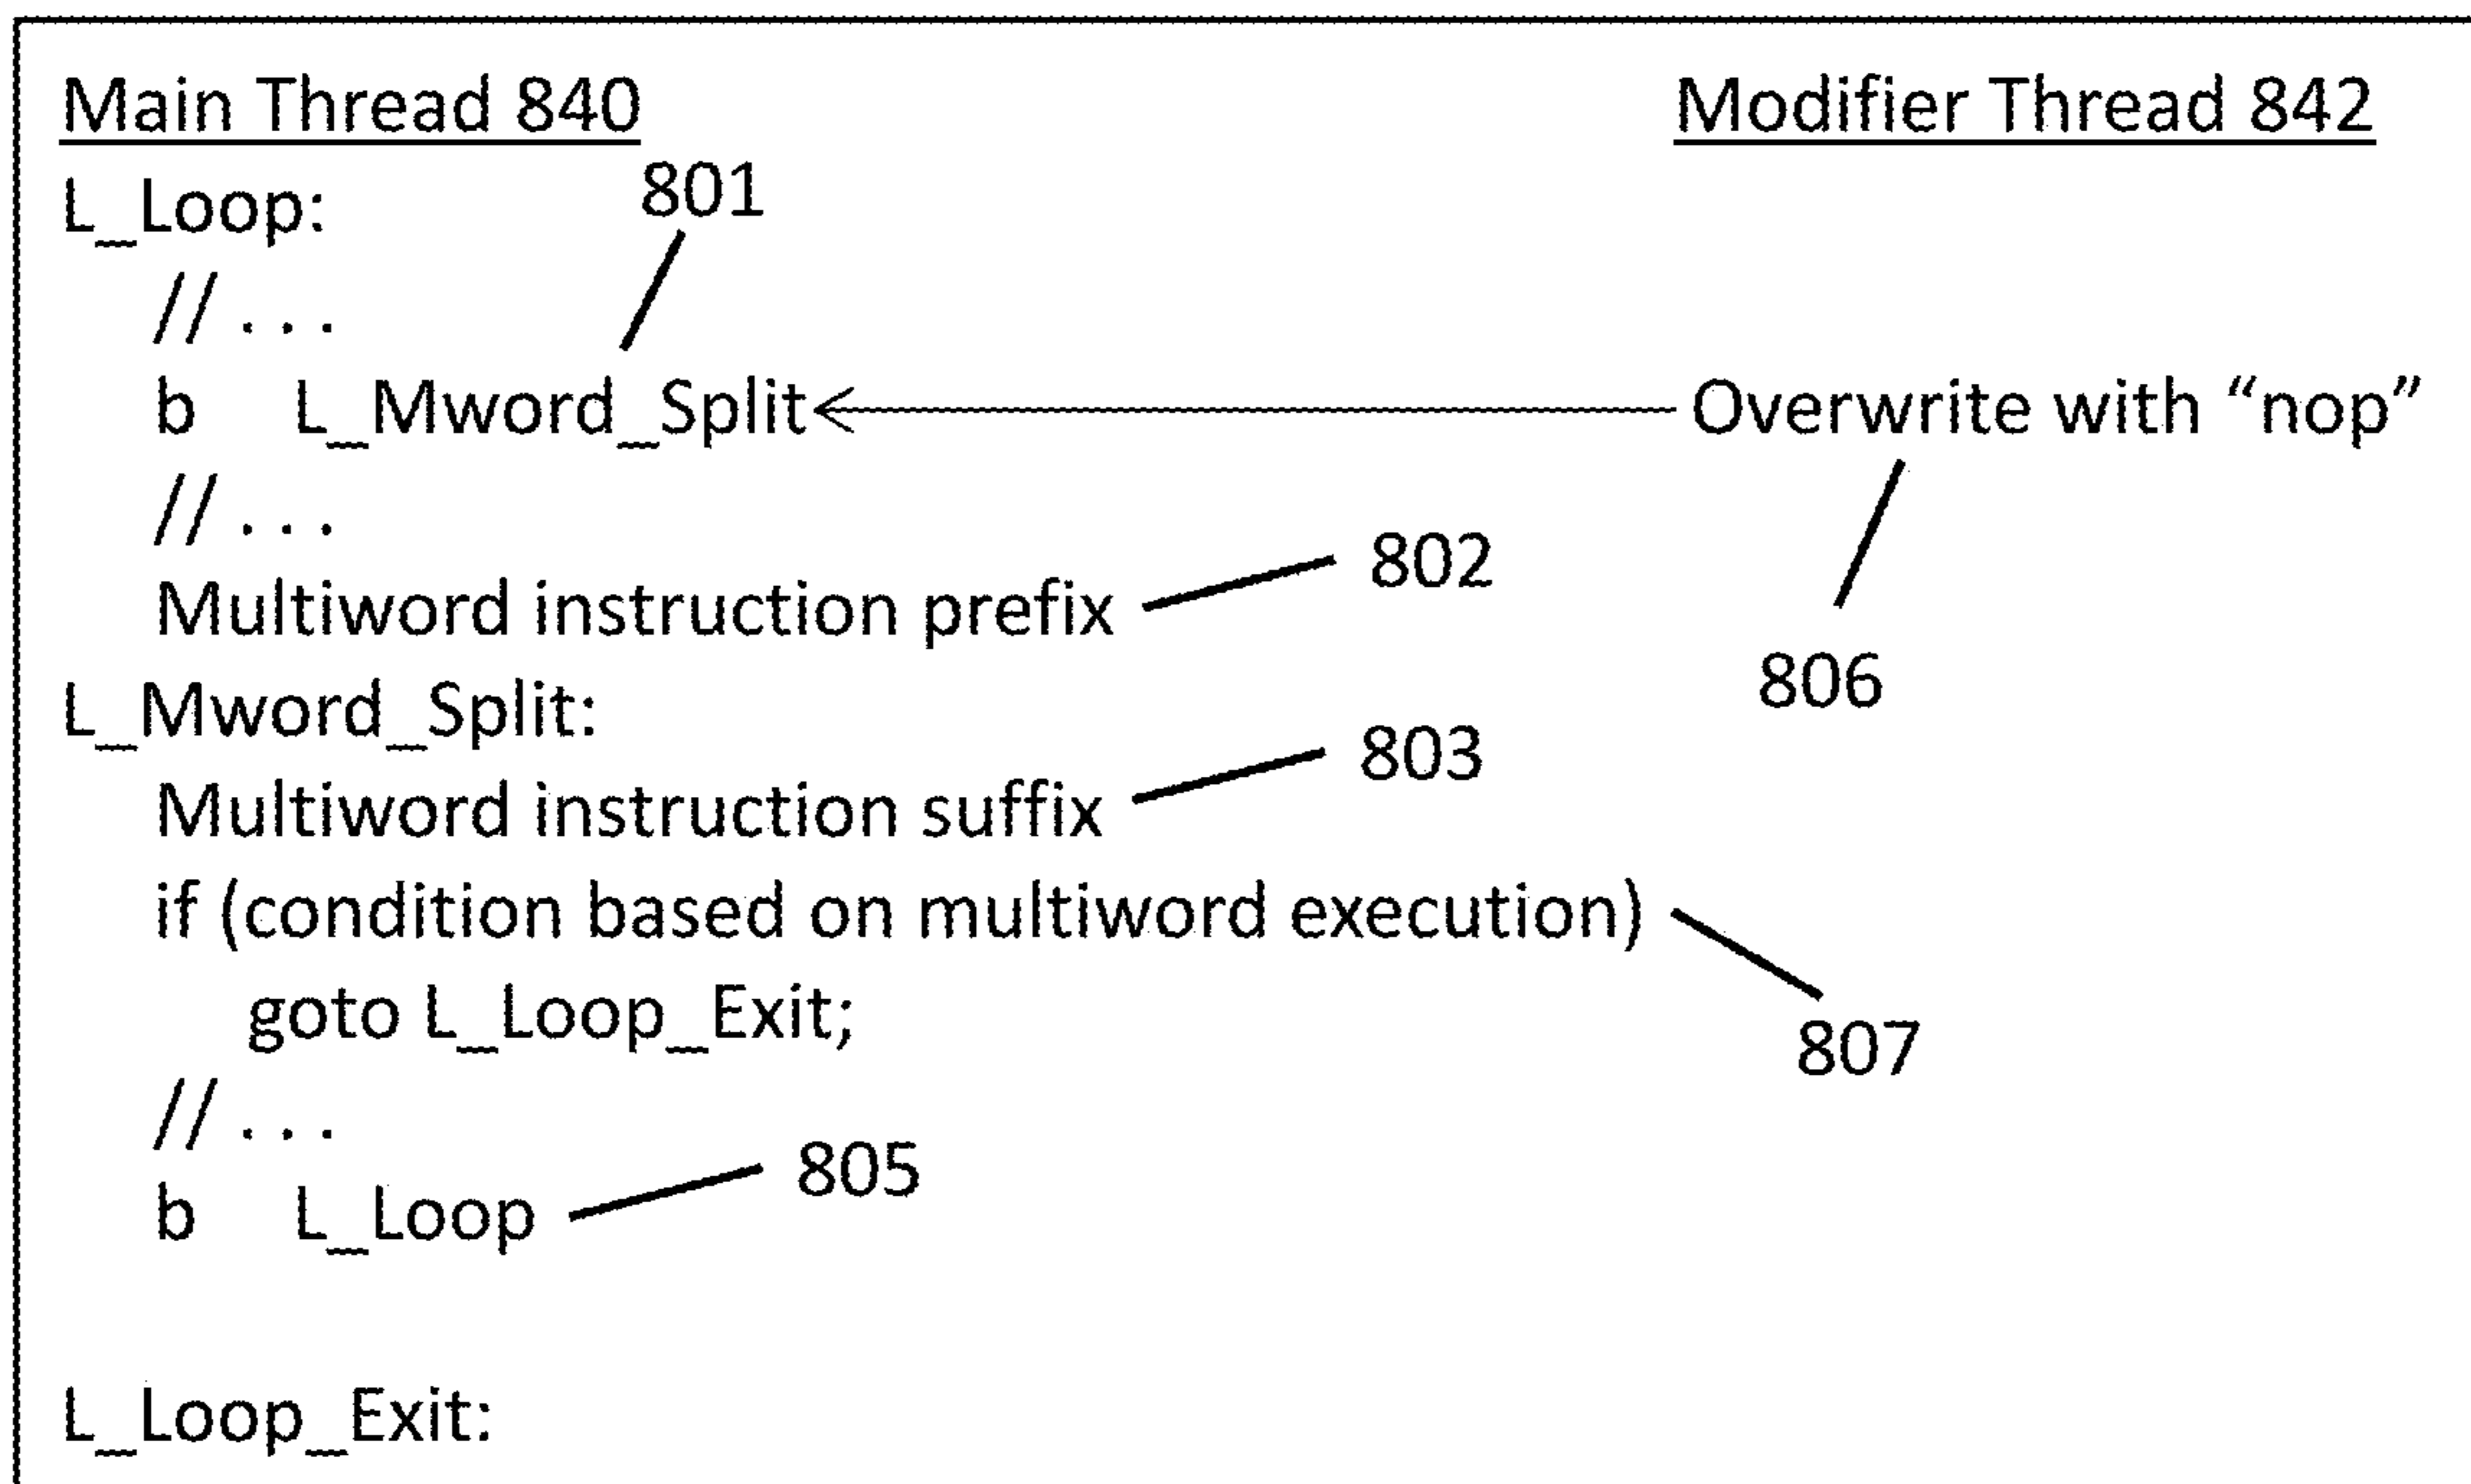 Main Thread 840 Modifier Thread 842
801
L_Loop:
// . . .
b L_Mword_Split Overwrite with “nop”
// . . .
802
Multiword instruction prefix
806
L_Mword_Split:
803
Multiword instruction suffix
if (condition based on multiword execution)
goto L_Loop_Exit;
807
// . . .
805
b L_Loop
L_Loop_Exit: